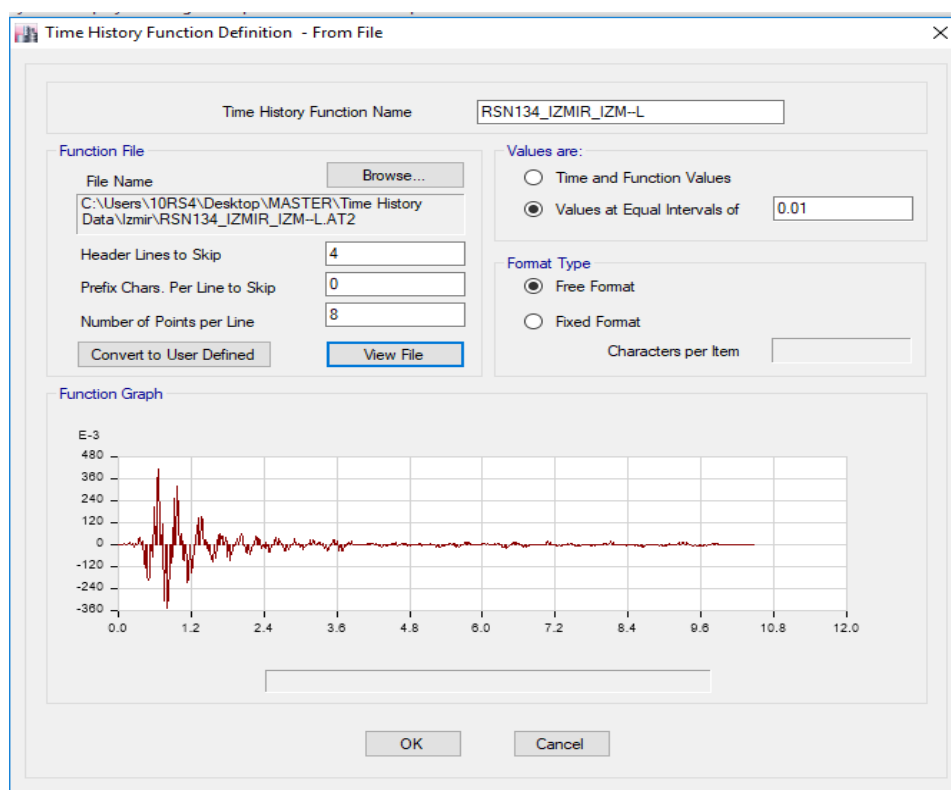 Time History Function Definition - From File
Time History Function Name
RSN134_IZMIR_IZM--L
Function File
File Name
Browse...
C:\Users\10RS4\Desktop\MASTER\Time History
Data\Izmir\RSN134_IZMIR_IZM--L.AT2
Header Lines to Skip
4
Prefix Chars. Per Line to Skip
0
Number of Points per Line
8
Convert to User Defined
View File
Values are:
Time and Function Values
Values at Equal Intervals of
0.01
Format Type
Free Format
Fixed Format
Characters per Item
Function Graph
E-3
480
360
240
120
0
-120
-240
-360
0.0 1.2 2.4 3.6 4.8 6.0 7.2 8.4 9.6 10.8 12.0
OK
Cancel